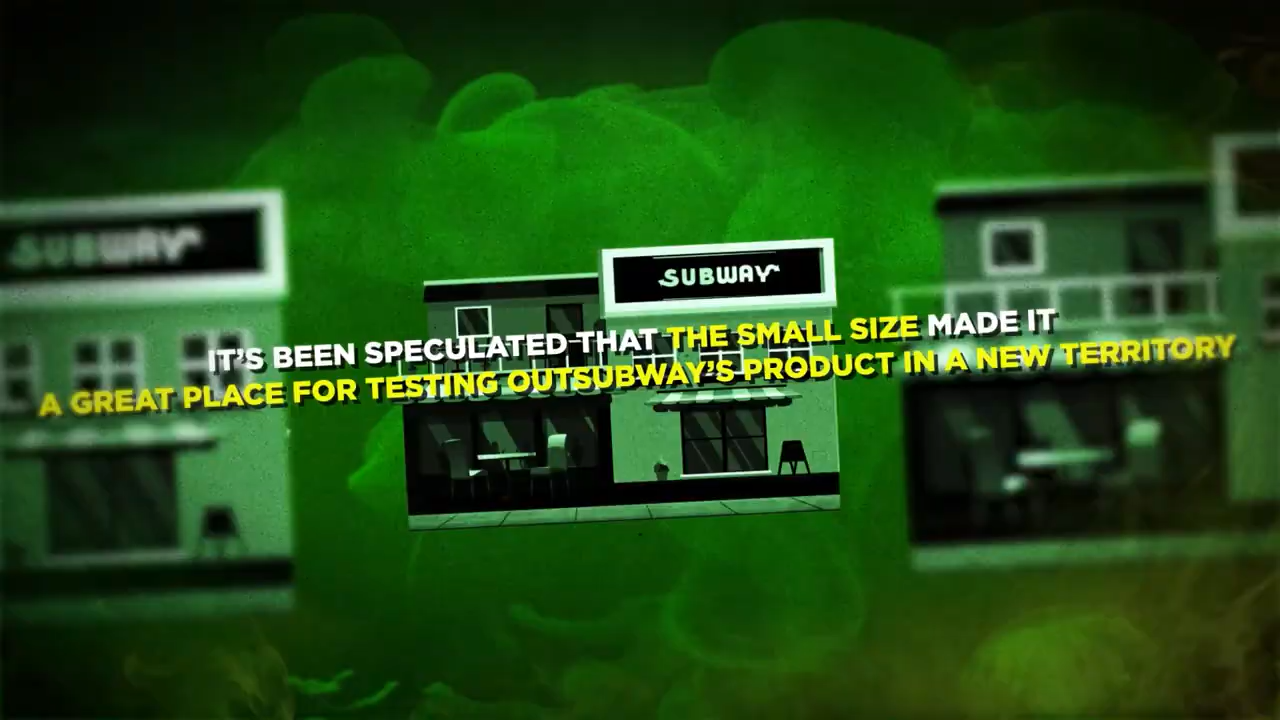 SUBWAY
SUBWAY
IT'S BEEN SPECULATED THAT THE SMALL SIZE MADE IT
A GREAT PLACE FOR TESTING OUTSUBWAY'S PRODUCT IN A NEW TERRITORY